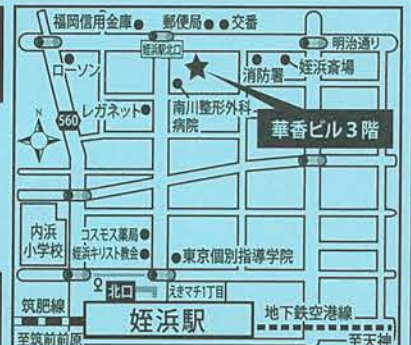 福岡信用金庫
郵便局
交番
姪浜駅北口
明治通り
ローソン
消防署
姪浜斎場
レガネット
南川整形外科
病院
N
560
華香ビル3階
内浜
小学校
コスモス薬局
姪浜キリスト教会
東京個別指導学院
北口
えきマチ1丁目
筑肥線
姪浜駅
地下鉄空港線
至筑前前原
至天神